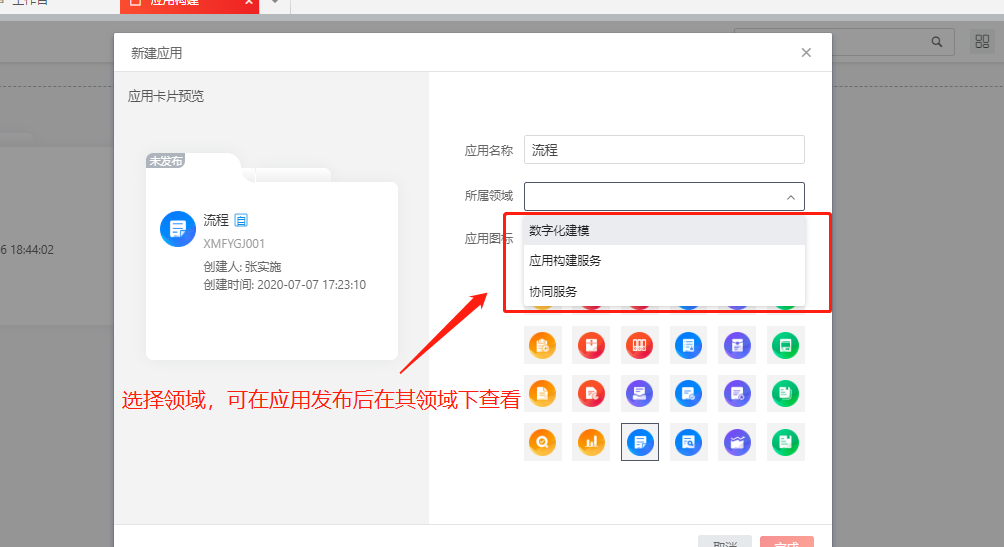 工作台
应用构建
新建应用
应用卡片预览
未发布
流程 自
XMFYGJ001
创建人: 张实施
创建时间: 2020-07-07 17:23:10
6 18:44:02
应用名称
流程
所属领域
数字化建模
应用图标
应用构建服务
协同服务
选择领域，可在应用发布后在其领域下查看
取消
完成